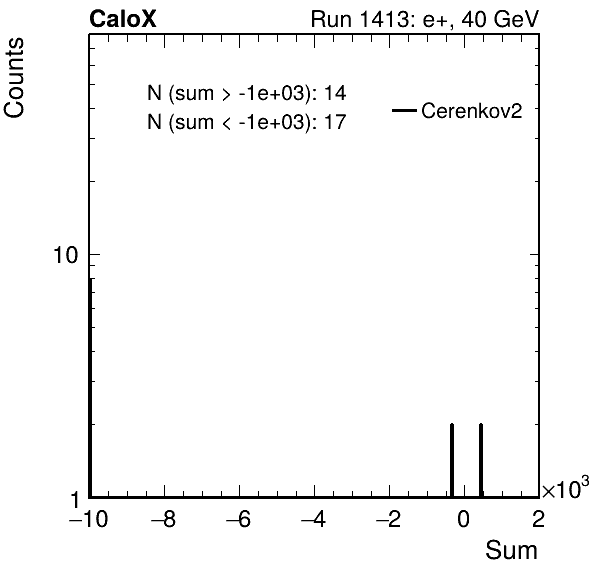 CaloX Run 1413: e+, 40 GeV
Counts
N (sum > -1e+03): 14
N (sum < -1e+03): 17
Cerenkov2
10
1
−10 −8 −6 −4 −2 0 2
×10³
Sum